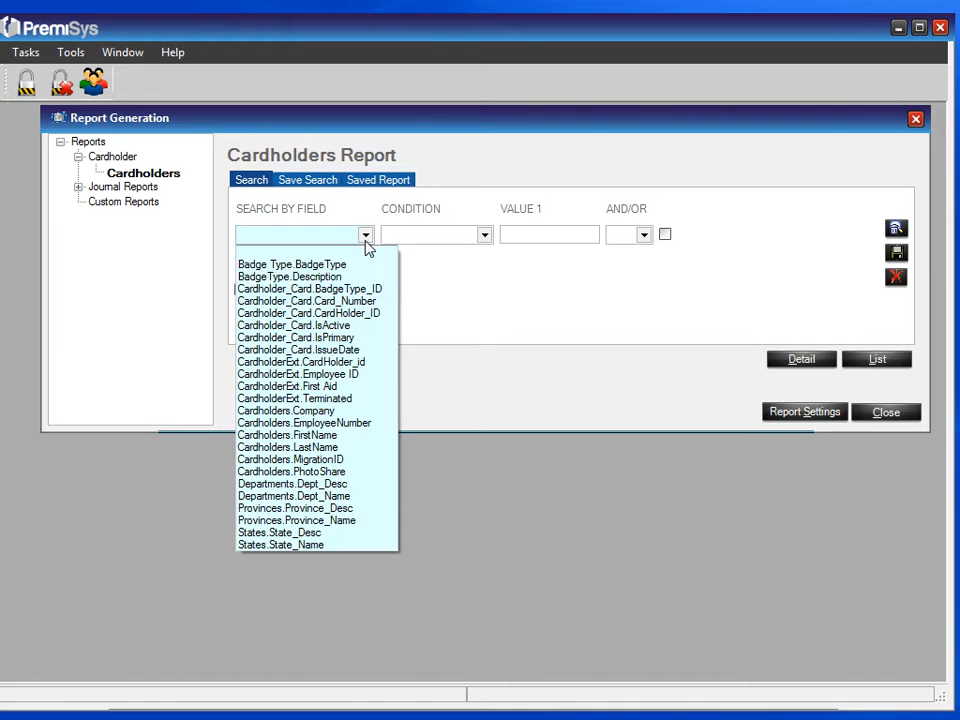 PremiSys
Tasks Tools Window Help
Report Generation
Reports
Cardholder
Cardholders
Journal Reports
Custom Reports
Cardholders Report
Search Save Search Saved Report
SEARCH BY FIELD CONDITION VALUE 1 AND/OR
Badge Type.BadgeType
BadgeType.Description
Cardholder_Card.BadgeType_ID
Cardholder_Card.Card_Number
Cardholder_Card.CardHolder_ID
Cardholder_Card.IsActive
Cardholder_Card.IsPrimary
Cardholder_Card.IssueDate
CardholderExt.CardHolder_id
CardholderExt.Employee ID
CardholderExt.First Aid
CardholderExt.Terminated
Cardholders.Company
Cardholders.EmployeeNumber
Cardholders.FirstName
Cardholders.LastName
Cardholders.MigrationID
Cardholders.PhotoShare
Departments.Dept_Desc
Departments.Dept_Name
Provinces.Province_Desc
Provinces.Province_Name
States.State_Desc
States.State_Name
Detail List
Report Settings Close